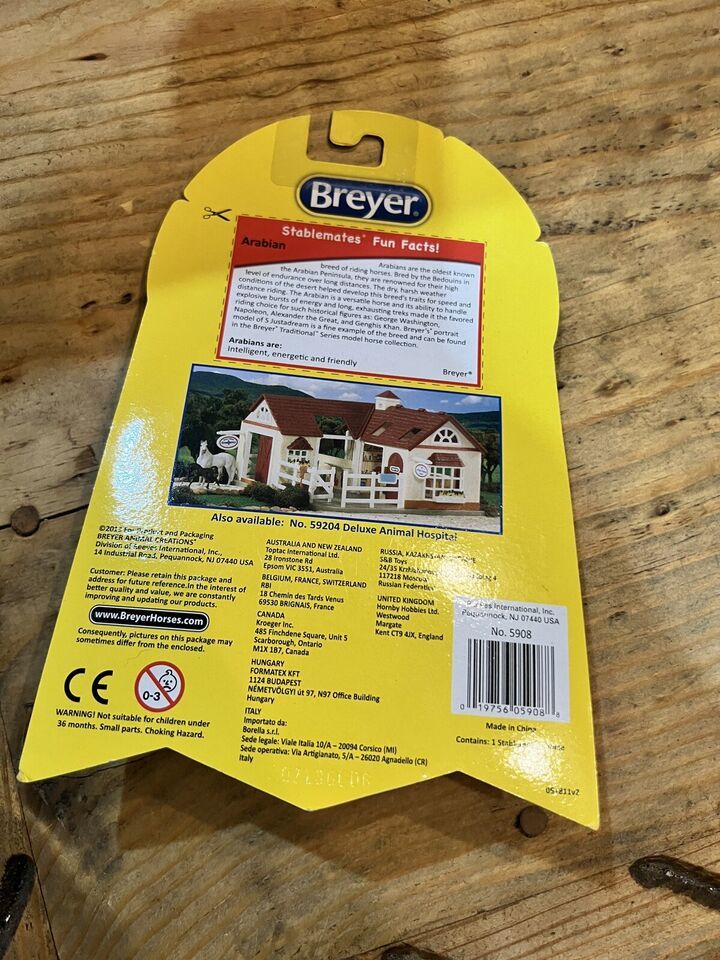 Breyer®
Stablemates® Fun Facts!
Arabian
Arabians are the oldest known
breed of riding horses. Bred by the Bedouins in
the Arabian Peninsula, they are renowned for their high
level of endurance over long distances. The dry, harsh weather
conditions of the desert helped develop this breed's traits for speed and
distance riding. The Arabian is a versatile horse and its ability to handle
explosive bursts of energy and long, exhausting treks made it the favored
riding choice for such historical figures as: George Washington,
Napoleon, Alexander the Great, and Genghis Khan. Breyer's® portrait
model of S Justadream is a fine example of the breed and can be found
in the Breyer® Traditional® Series model horse collection.
Arabians are:
Intelligent, energetic and friendly
Breyer®
Also available: No. 59204 Deluxe Animal Hospital
Product and Packaging
BREYER ANIMAL CREATIONS®
Division of Reeves International, Inc.,
14 Industrial Road, Pequannock, NJ 07440 USA
Customer: Please retain this package and
address for future reference.In the interest of
better quality and value, we are constantly
improving and updating our products.
www.BreyerHorses.com
Consequently, pictures on this package may
sometimes differ from the enclosed.
CE
0-3
WARNING! Not suitable for children under
36 months. Small parts. Choking Hazard.
AUSTRALIA AND NEW ZEALAND
Toptac International Ltd.
28 Ironstone Rd
Epsom VIC 3551, Australia
BELGIUM, FRANCE, SWITZERLAND
RBI
18 Chemin des Tards Venus
69530 BRIGNAIS, France
CANADA
Kroeger Inc.
485 Finchdene Square, Unit 5
Scarborough, Ontario
M1X 1B7, Canada
HUNGARY
FORMATEX KFT
1124 BUDAPEST
NÉMETVÖLGYI út 97, N97 Office Building
Hungary
ITALY
Importato da:
Borella s.r.l.
Sede legale: Viale Italia 10/A – 20094 Corsico (MI)
Sede operativa: Via Artigianato, 5/A – 26020 Agnadello (CR)
Italy
RUSSIA,
S&B Toys
24/35
117218 Moscow
Russian Federation
UNITED KINGDOM
Hornby Hobbies Ltd.
Westwood
Margate
Kent CT9 4JX, England
Reeves International, Inc.
Pequannock, NJ 07440 USA
No. 5908
0 19756 05908 8
Made in China
Contains: 1